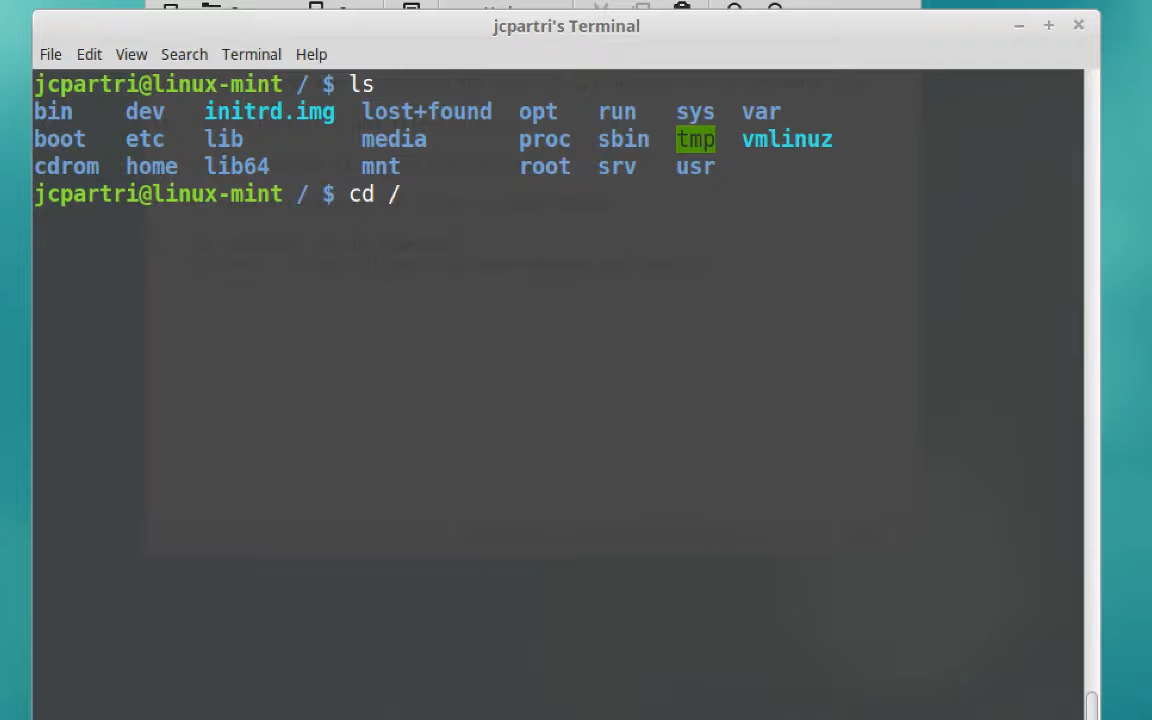 jcpartri's Terminal
File Edit View Search Terminal Help
jcpartri@linux-mint / $ ls
bin dev initrd.img lost+found opt run sys var
boot etc lib media proc sbin tmp vmlinuz
cdrom home lib64 mnt root srv usr
jcpartri@linux-mint / $ cd /